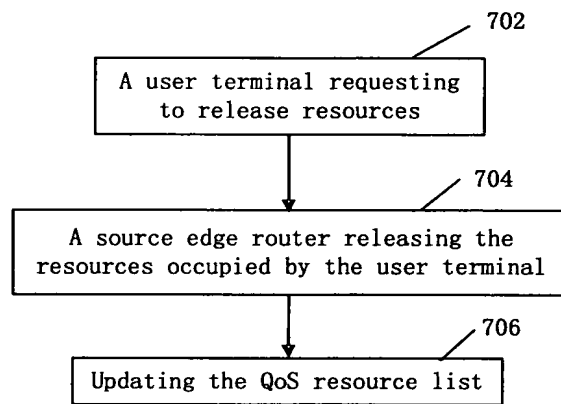 702
A user terminal requesting
to release resources
704
A source edge router releasing the
resources occupied by the user terminal
706
Updating the QoS resource list